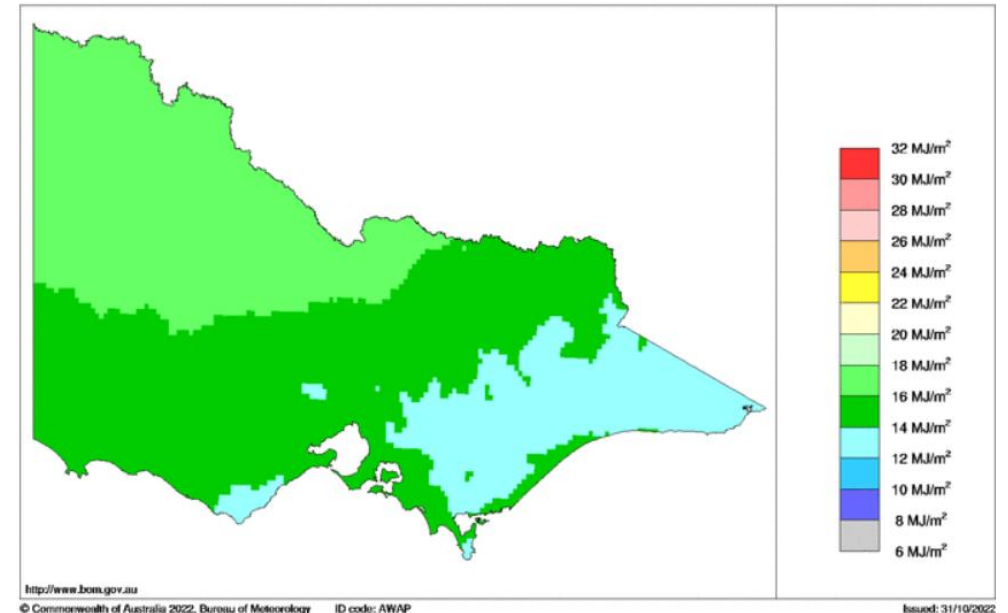 32 MJ/m²
30 MJ/m²
28 MJ/m²
26 MJ/m²
24 MJ/m²
22 MJ/m²
20 MJ/m²
18 MJ/m²
16 MJ/m²
14 MJ/m²
12 MJ/m²
10 MJ/m²
8 MJ/m²
6 MJ/m²
http://www.bom.gov.au
© Commonwealth of Australia 2022, Bureau of Meteorology ID code: AWAP Issued: 31/10/2022